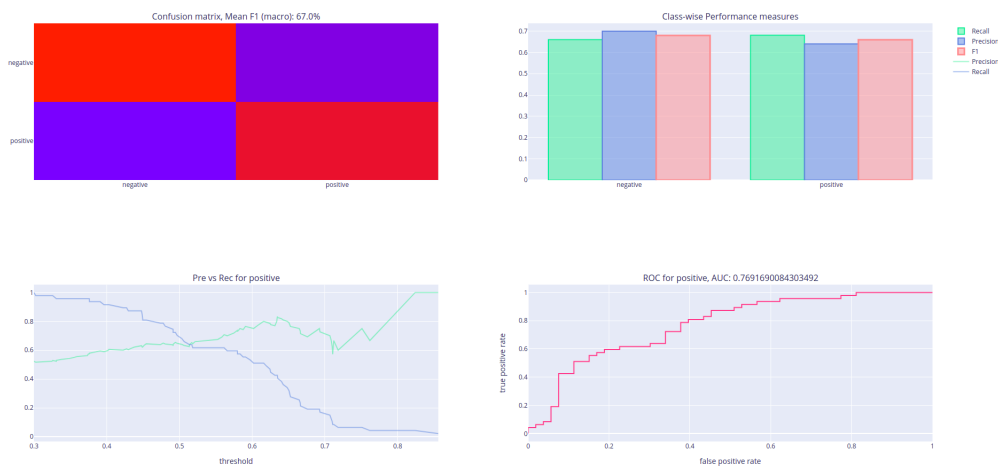 Confusion matrix, Mean F1 (macro): 67.0%
negative
positive
negative
positive
Class-wise Performance measures
0.7
0.6
0.5
0.4
0.3
0.2
0.1
0
negative
positive
Recall
Precision
F1
Precision
Recall
Pre vs Rec for positive
1
0.8
0.6
0.4
0.2
0
0.3
0.4
0.5
0.6
0.7
0.8
threshold
ROC for positive, AUC: 0.7691690084303492
true positive rate
1
0.8
0.6
0.4
0.2
0
0
0.2
0.4
0.6
0.8
1
false positive rate